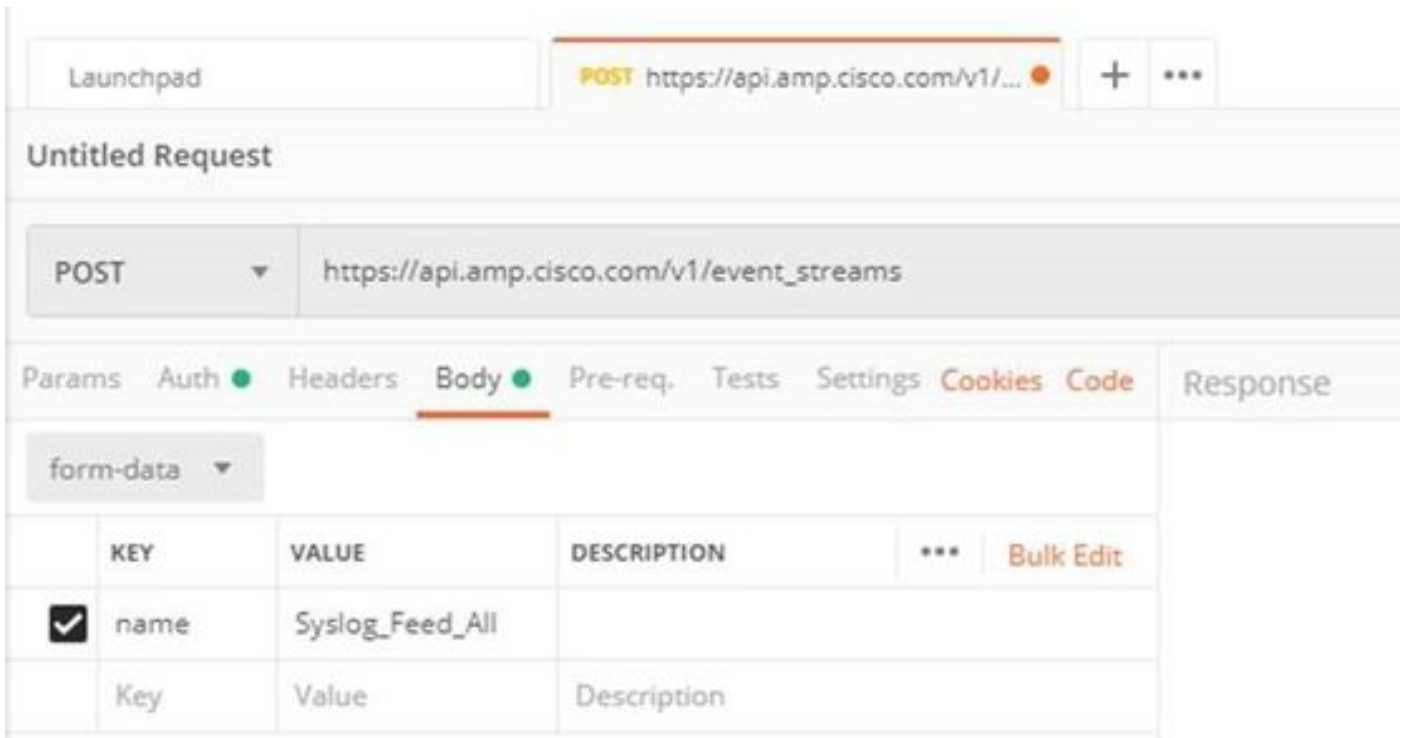 Launchpad
POST https://api.amp.cisco.com/v1/... + •••
Untitled Request
POST https://api.amp.cisco.com/v1/event_streams
Params Auth Headers Body Pre-req. Tests Settings Cookies Code Response
form-data
KEY VALUE DESCRIPTION ••• Bulk Edit
name Syslog_Feed_All
Key Value Description